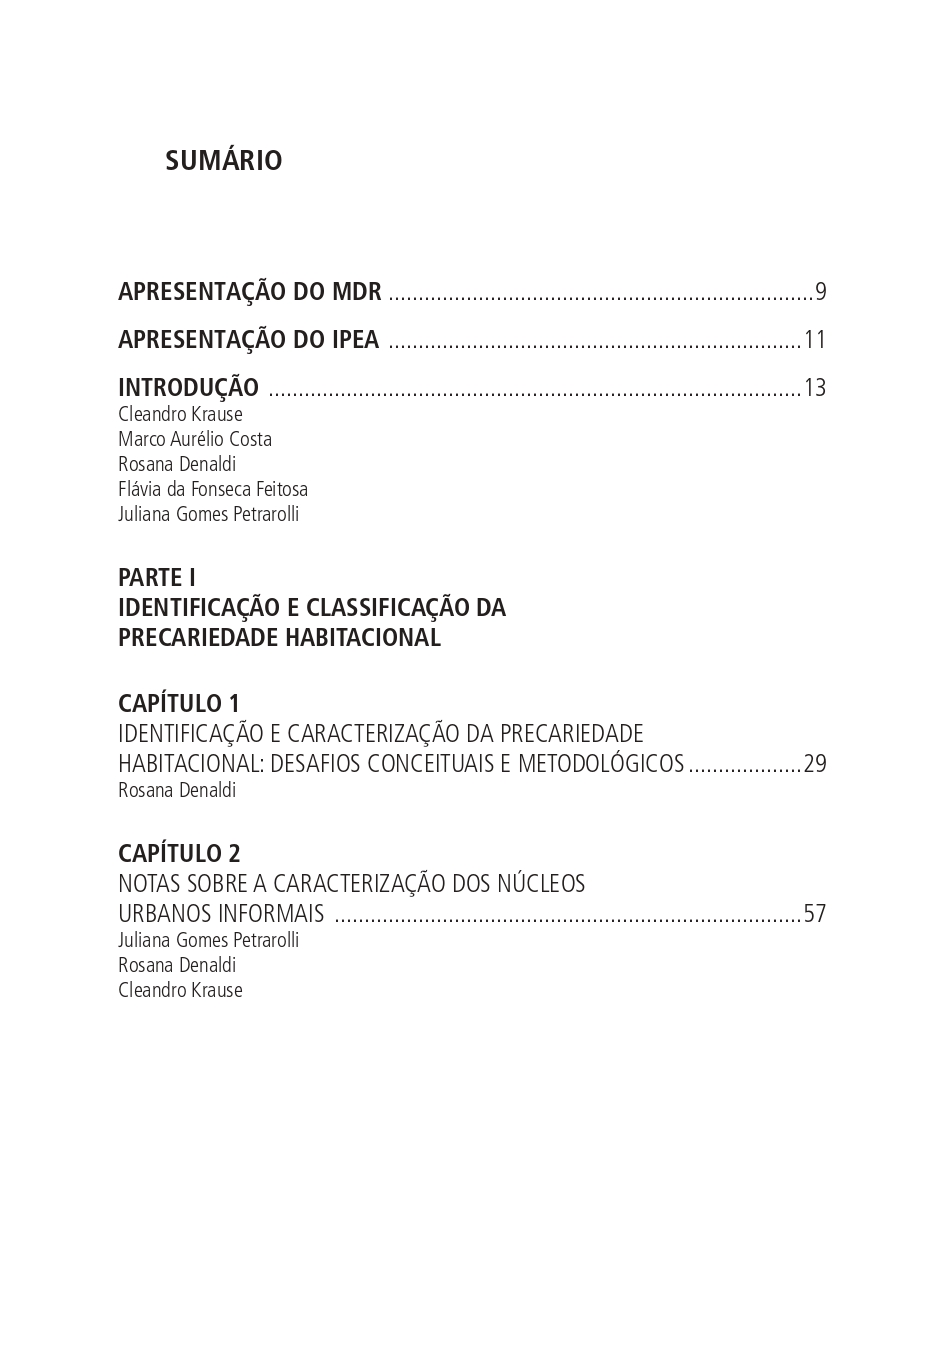 SUMÁRIO
APRESENTAÇÃO DO MDR .......................................................................9
APRESENTAÇÃO DO IPEA .....................................................................11
INTRODUÇÃO .........................................................................................13
Cleandro Krause
Marco Aurélio Costa
Rosana Denaldi
Flávia da Fonseca Feitosa
Juliana Gomes Petrarolli
PARTE I
IDENTIFICAÇÃO E CLASSIFICAÇÃO DA
PRECARIEDADE HABITACIONAL
CAPÍTULO 1
IDENTIFICAÇÃO E CARACTERIZAÇÃO DA PRECARIEDADE
HABITACIONAL: DESAFIOS CONCEITUAIS E METODOLÓGICOS...................29
Rosana Denaldi
CAPÍTULO 2
NOTAS SOBRE A CARACTERIZAÇÃO DOS NÚCLEOS
URBANOS INFORMAIS ..............................................................................57
Juliana Gomes Petrarolli
Rosana Denaldi
Cleandro Krause